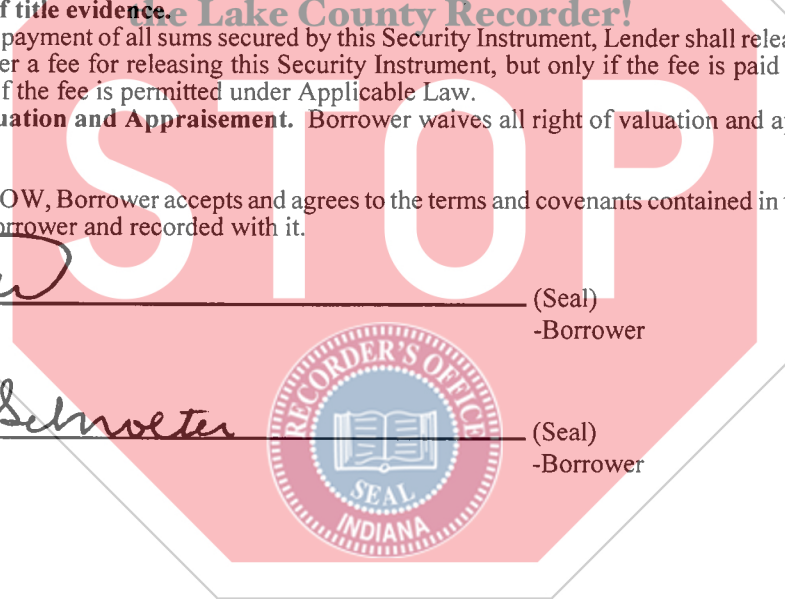 the Lake County Recorder!
f title evidence.
payment of all sums secured by this Security Instrument, Lender shall relea
er a fee for releasing this Security Instrument, but only if the fee is paid
f the fee is permitted under Applicable Law.
uation and Appraisement. Borrower waives all right of valuation and a
OW, Borrower accepts and agrees to the terms and covenants contained in
orrower and recorded with it.
STOP
(Seal)
-Borrower
(Seal)
-Borrower
RECORDER'S OFFICE
SEAL
INDIANA